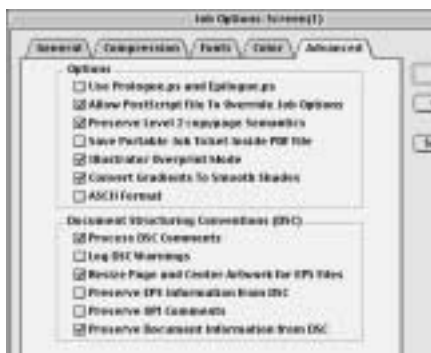 Job Options: Screen(1)
General Compression Fonts Color Advanced
Options
Use Prologue.ps and Epilogue.ps
Allow PostScript File To Override Job Options
Preserve Level 2 copypage Semantics
Save Portable Job Ticket Inside PDF File
Illustrator Overprint Mode
Convert Gradients To Smooth Shades
ASCII Format
Document Structuring Conventions (DSC)
Process DSC Comments
Log DSC Warnings
Resize Page and Center Artwork for EPS Files
Preserve EPS Information from DSC
Preserve OPI Comments
Preserve Document Information from DSC